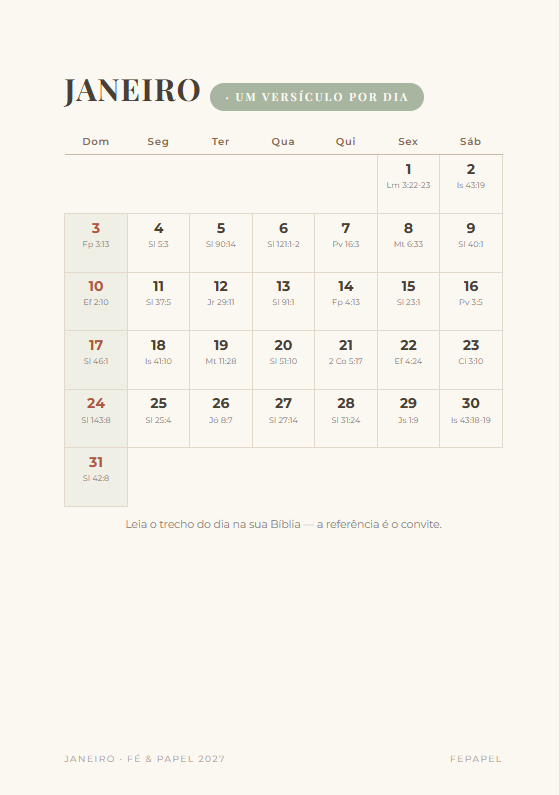 JANEIRO · UM VERSÍCULO POR DIA
Dom Seg Ter Qua Qui Sex Sáb
1 2
Lm 3:22-23 Is 43:19
3 4 5 6 7 8 9
Fp 3:13 Sl 5:3 Sl 90:14 Sl 121:1-2 Pv 16:3 Mt 6:33 Sl 40:1
10 11 12 13 14 15 16
Ef 2:10 Sl 37:5 Jr 29:11 Sl 91:1 Fp 4:13 Sl 23:1 Pv 3:5
17 18 19 20 21 22 23
Sl 46:1 Is 41:10 Mt 11:28 Sl 51:10 2 Co 5:17 Ef 4:24 Cl 3:10
24 25 26 27 28 29 30
Sl 143:8 Sl 25:4 Jó 8:7 Sl 27:14 Sl 31:24 Js 1:9 Is 43:18-19
31
Sl 42:8
Leia o trecho do dia na sua Bíblia — a referência é o convite.
JANEIRO · FÉ & PAPEL 2027 FEPAPEL